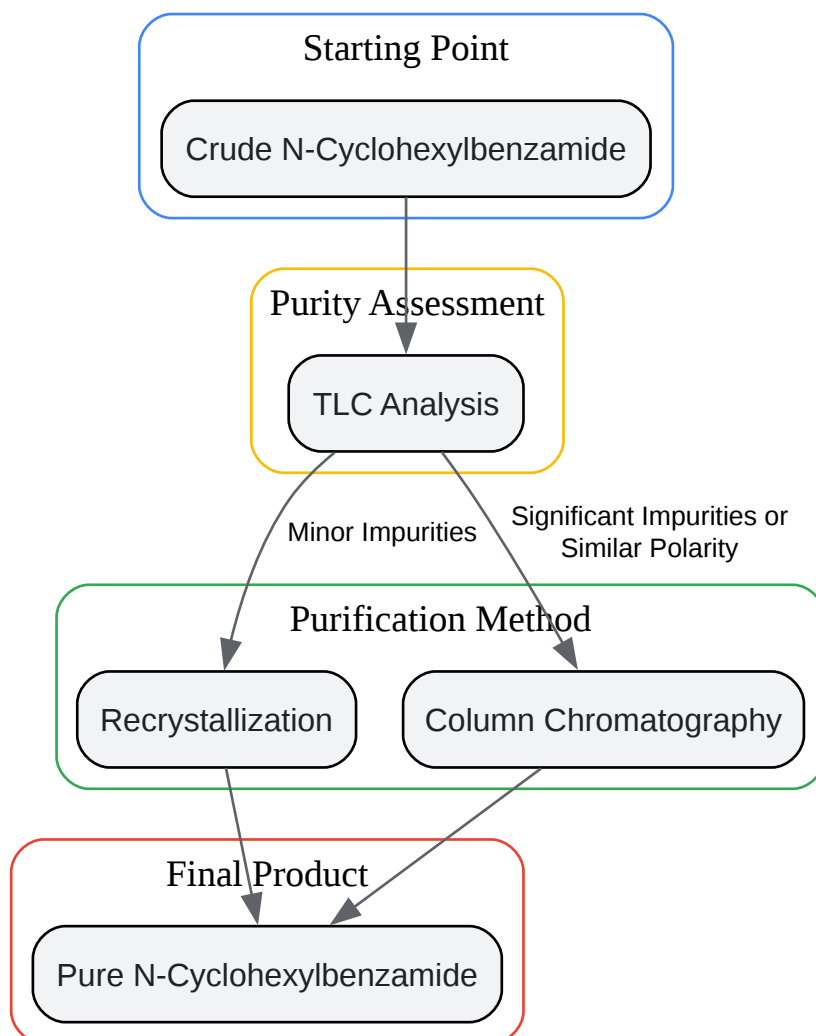 Starting Point
Crude N-Cyclohexylbenzamide
Purity Assessment
TLC Analysis
Minor Impurities
Significant Impurities or
Similar Polarity
Purification Method
Recrystallization
Column Chromatography
Final Product
Pure N-Cyclohexylbenzamide